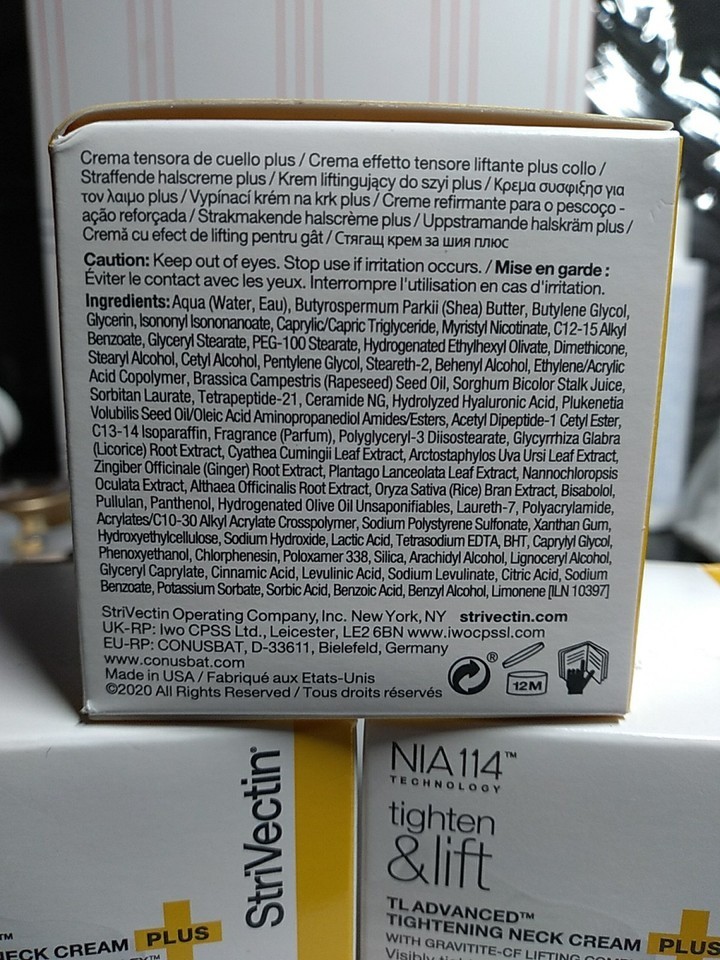 Crema tensora de cuello plus / Crema effetto tensore liftante plus collo /
Straffende halscreme plus / Krem liftingujący do szyi plus / Κρεμα συσφιξησ για
τον λαιμο plus / Vypínací krém na krk plus / Creme refirmante para o pescoço -
ação reforçada / Strakmakende halscrème plus / Uppstramande halskräm plus /
Cremă cu efect de lifting pentru gât / Стягащ крем за шия плюс
Caution: Keep out of eyes. Stop use if irritation occurs. / Mise en garde :
Éviter le contact avec les yeux. Interrompre l'utilisation en cas d'irritation.
Ingredients: Aqua (Water, Eau), Butyrospermum Parkii (Shea) Butter, Butylene Glycol,
Glycerin, Isononyl Isononanoate, Caprylic/Capric Triglyceride, Myristyl Nicotinate, C12-15 Alkyl
Benzoate, Glyceryl Stearate, PEG-100 Stearate, Hydrogenated Ethylhexyl Olivate, Dimethicone,
Stearyl Alcohol, Cetyl Alcohol, Pentylene Glycol, Steareth-2, Behenyl Alcohol, Ethylene/Acrylic
Acid Copolymer, Brassica Campestris (Rapeseed) Seed Oil, Sorghum Bicolor Stalk Juice,
Sorbitan Laurate, Tetrapeptide-21, Ceramide NG, Hydrolyzed Hyaluronic Acid, Plukenetia
Volubilis Seed Oil/Oleic Acid Aminopropanediol Amides/Esters, Acetyl Dipeptide-1 Cetyl Ester,
C13-14 Isoparaffin, Fragrance (Parfum), Polyglyceryl-3 Diisostearate, Glycyrrhiza Glabra
(Licorice) Root Extract, Cyathea Cumingii Leaf Extract, Arctostaphylos Uva Ursi Leaf Extract,
Zingiber Officinale (Ginger) Root Extract, Plantago Lanceolata Leaf Extract, Nannochloropsis
Oculata Extract, Althaea Officinalis Root Extract, Oryza Sativa (Rice) Bran Extract, Bisabolol,
Pullulan, Panthenol, Hydrogenated Olive Oil Unsaponifiables, Laureth-7, Polyacrylamide,
Acrylates/C10-30 Alkyl Acrylate Crosspolymer, Sodium Polystyrene Sulfonate, Xanthan Gum,
Hydroxyethylcellulose, Sodium Hydroxide, Lactic Acid, Tetrasodium EDTA, BHT, Caprylyl Glycol,
Phenoxyethanol, Chlorphenesin, Poloxamer 338, Silica, Arachidyl Alcohol, Lignoceryl Alcohol,
Glyceryl Caprylate, Cinnamic Acid, Levulinic Acid, Sodium Levulinate, Citric Acid, Sodium
Benzoate, Potassium Sorbate, Sorbic Acid, Benzoic Acid, Benzyl Alcohol, Limonene [ILN 10397]
StriVectin Operating Company, Inc. New York, NY strivectin.com
UK-RP: Iwo CPSS Ltd., Leicester, LE2 6BN www.iwocpssl.com
EU-RP: CONUSBAT, D-33611, Bielefeld, Germany
www.conusbat.com
Made in USA / Fabriqué aux Etats-Unis
©2020 All Rights Reserved / Tous droits réservés
®
12M
StriVectin®
NECK CREAM PLUS
NIA114™
TECHNOLOGY
tighten
&lift
TL ADVANCED™
TIGHTENING NECK CREAM PLUS
WITH GRAVITITE-CF LIFTING
Visibly